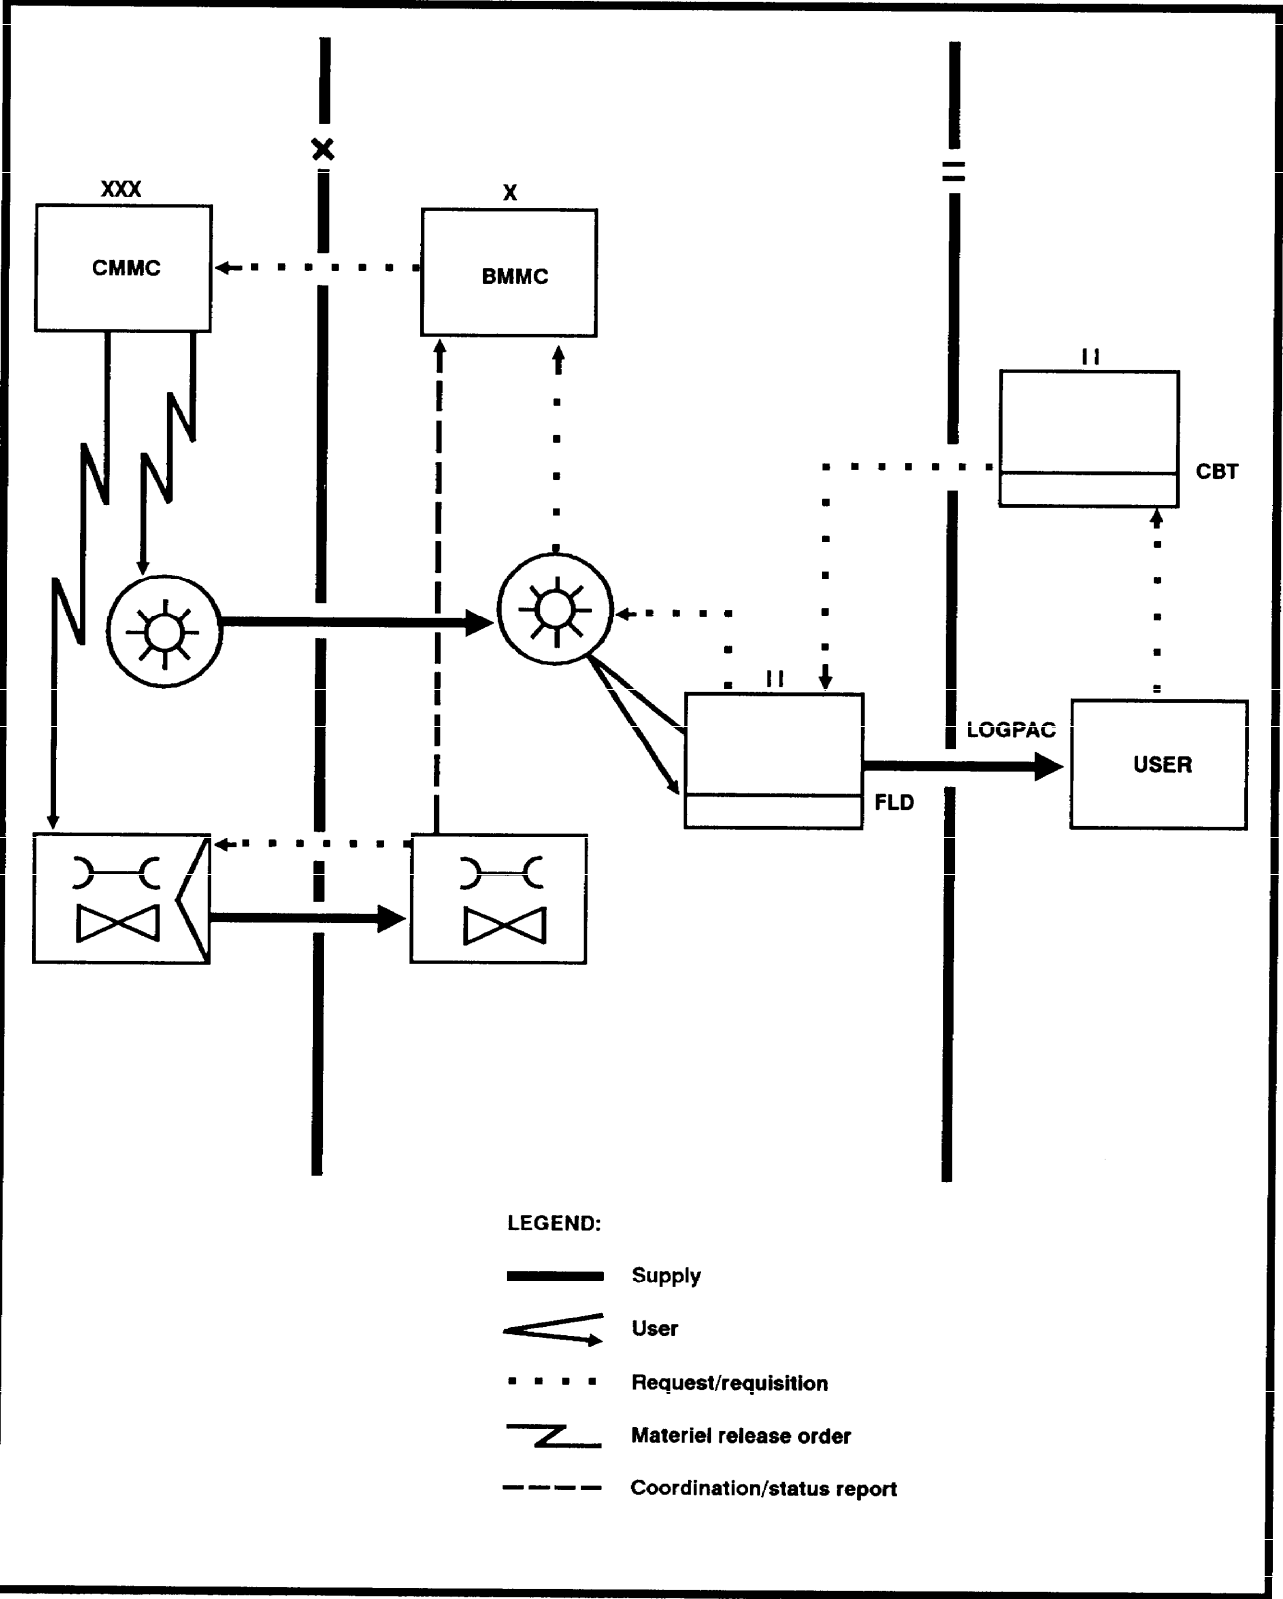 XXX
CMMC
X
BMMC
II
CBT
II
FLD
LOGPAC
USER
LEGEND:
Supply
User
Request/requisition
Materiel release order
Coordination/status report